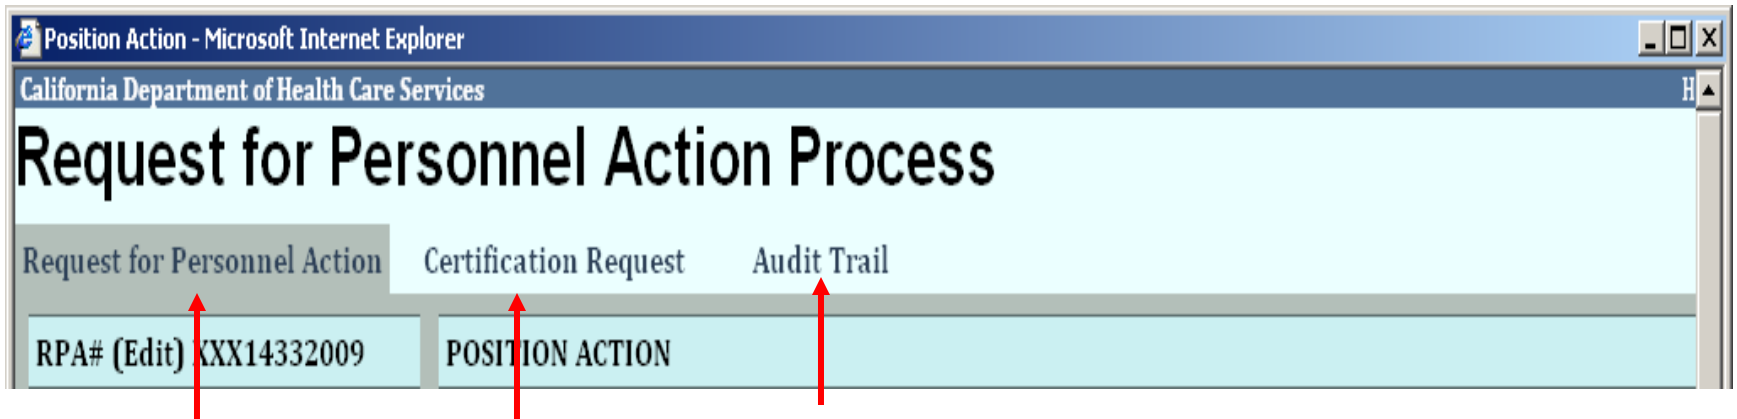 Position Action - Microsoft Internet Explorer
California Department of Health Care Services H
Request for Personnel Action Process
Request for Personnel Action Certification Request Audit Trail
RPA# (Edit) XXX14332009 POSITION ACTION